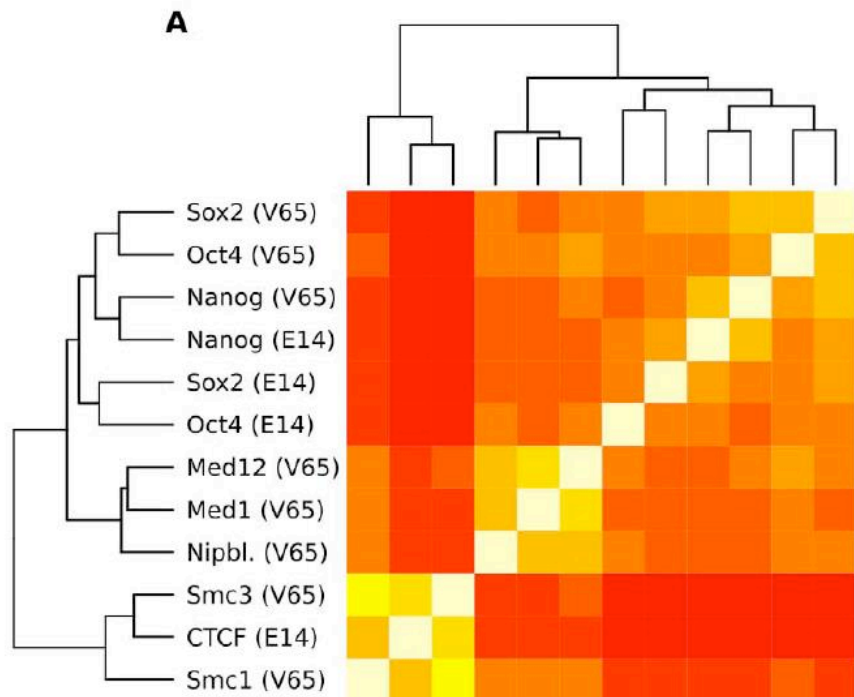 A
Sox2 (V65)
Oct4 (V65)
Nanog (V65)
Nanog (E14)
Sox2 (E14)
Oct4 (E14)
Med12 (V65)
Med1 (V65)
Nipbl. (V65)
Smc3 (V65)
CTCF (E14)
Smc1 (V65)